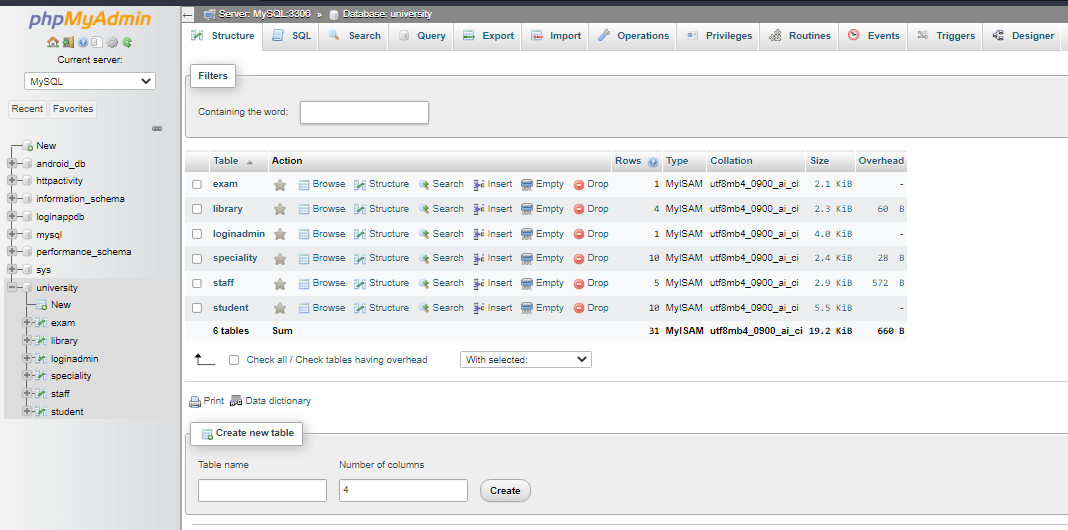 phpMyAdmin
Current server:
MySQL
Recent Favorites
New
android_db
httpactivity
information_schema
loginappdb
mysql
performance_schema
sys
university
New
exam
library
loginadmin
speciality
staff
student
Server: MySQL:3306 » Database: university
Structure SQL Search Query Export Import Operations Privileges Routines Events Triggers Designer
Filters
Containing the word:
Table Action Rows Type Collation Size Overhead
exam Browse Structure Search Insert Empty Drop 1 MyISAM utf8mb4_0900_ai_ci 2.1 KiB -
library Browse Structure Search Insert Empty Drop 4 MyISAM utf8mb4_0900_ai_ci 2.3 KiB 60 B
loginadmin Browse Structure Search Insert Empty Drop 1 MyISAM utf8mb4_0900_ai_ci 4.0 KiB -
speciality Browse Structure Search Insert Empty Drop 10 MyISAM utf8mb4_0900_ai_ci 2.4 KiB 28 B
staff Browse Structure Search Insert Empty Drop 5 MyISAM utf8mb4_0900_ai_ci 2.9 KiB 572 B
student Browse Structure Search Insert Empty Drop 10 MyISAM utf8mb4_0900_ai_ci 5.5 KiB -
6 tables Sum 31 MyISAM utf8mb4_0900_ai_ci 19.2 KiB 660 B
Check all / Check tables having overhead With selected:
Print Data dictionary
Create new table
Table name Number of columns
4 Create